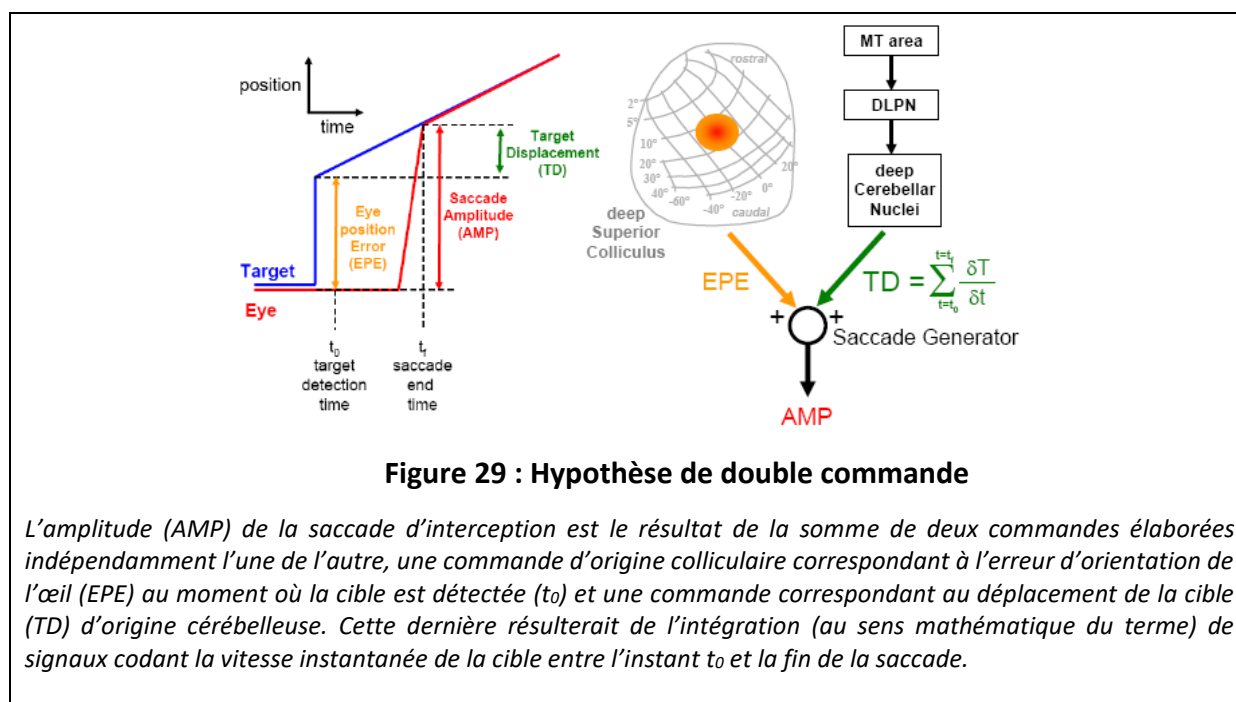 position
time
Target
Displacement
(TD)
Eye
position
Error
(EPE)
Saccade
Amplitude
(AMP)
Target
Eye
t0
target
detection
time
tf
saccade
end
time
rostral
2°
5°
10°
20°
30°
40°
-60°
-40°
-20°
0°
20°
caudal
deep
Superior
Colliculus
MT area
DLPN
deep
Cerebellar
Nuclei
EPE
TD = t=tf ∑ t=t0 δT/δt
+ +
Saccade Generator
AMP
Figure 29 : Hypothèse de double commande
L'amplitude (AMP) de la saccade d'interception est le résultat de la somme de deux commandes élaborées
indépendamment l'une de l'autre, une commande d'origine colliculaire correspondant à l'erreur d'orientation de
l'œil (EPE) au moment où la cible est détectée (t0) et une commande correspondant au déplacement de la cible
(TD) d'origine cérébelleuse. Cette dernière résulterait de l'intégration (au sens mathématique du terme) de
signaux codant la vitesse instantanée de la cible entre l'instant t0 et la fin de la saccade.